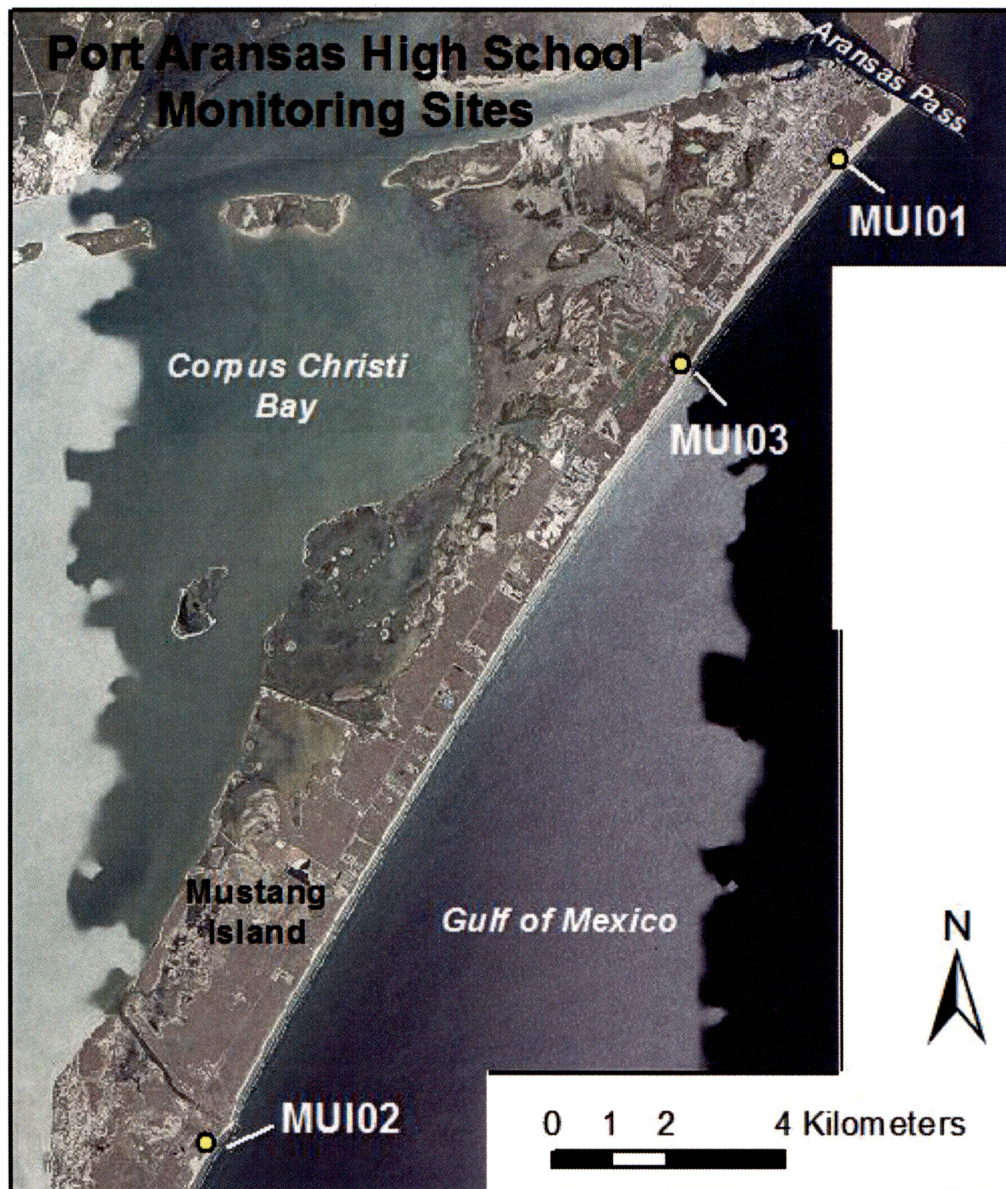 Port Aransas High School
Monitoring Sites
Aransas Pass
MUI01
Corpus Christi
Bay
MUI03
Mustang
Island
Gulf of Mexico
N
MUI02
0 1 2 4 Kilometers